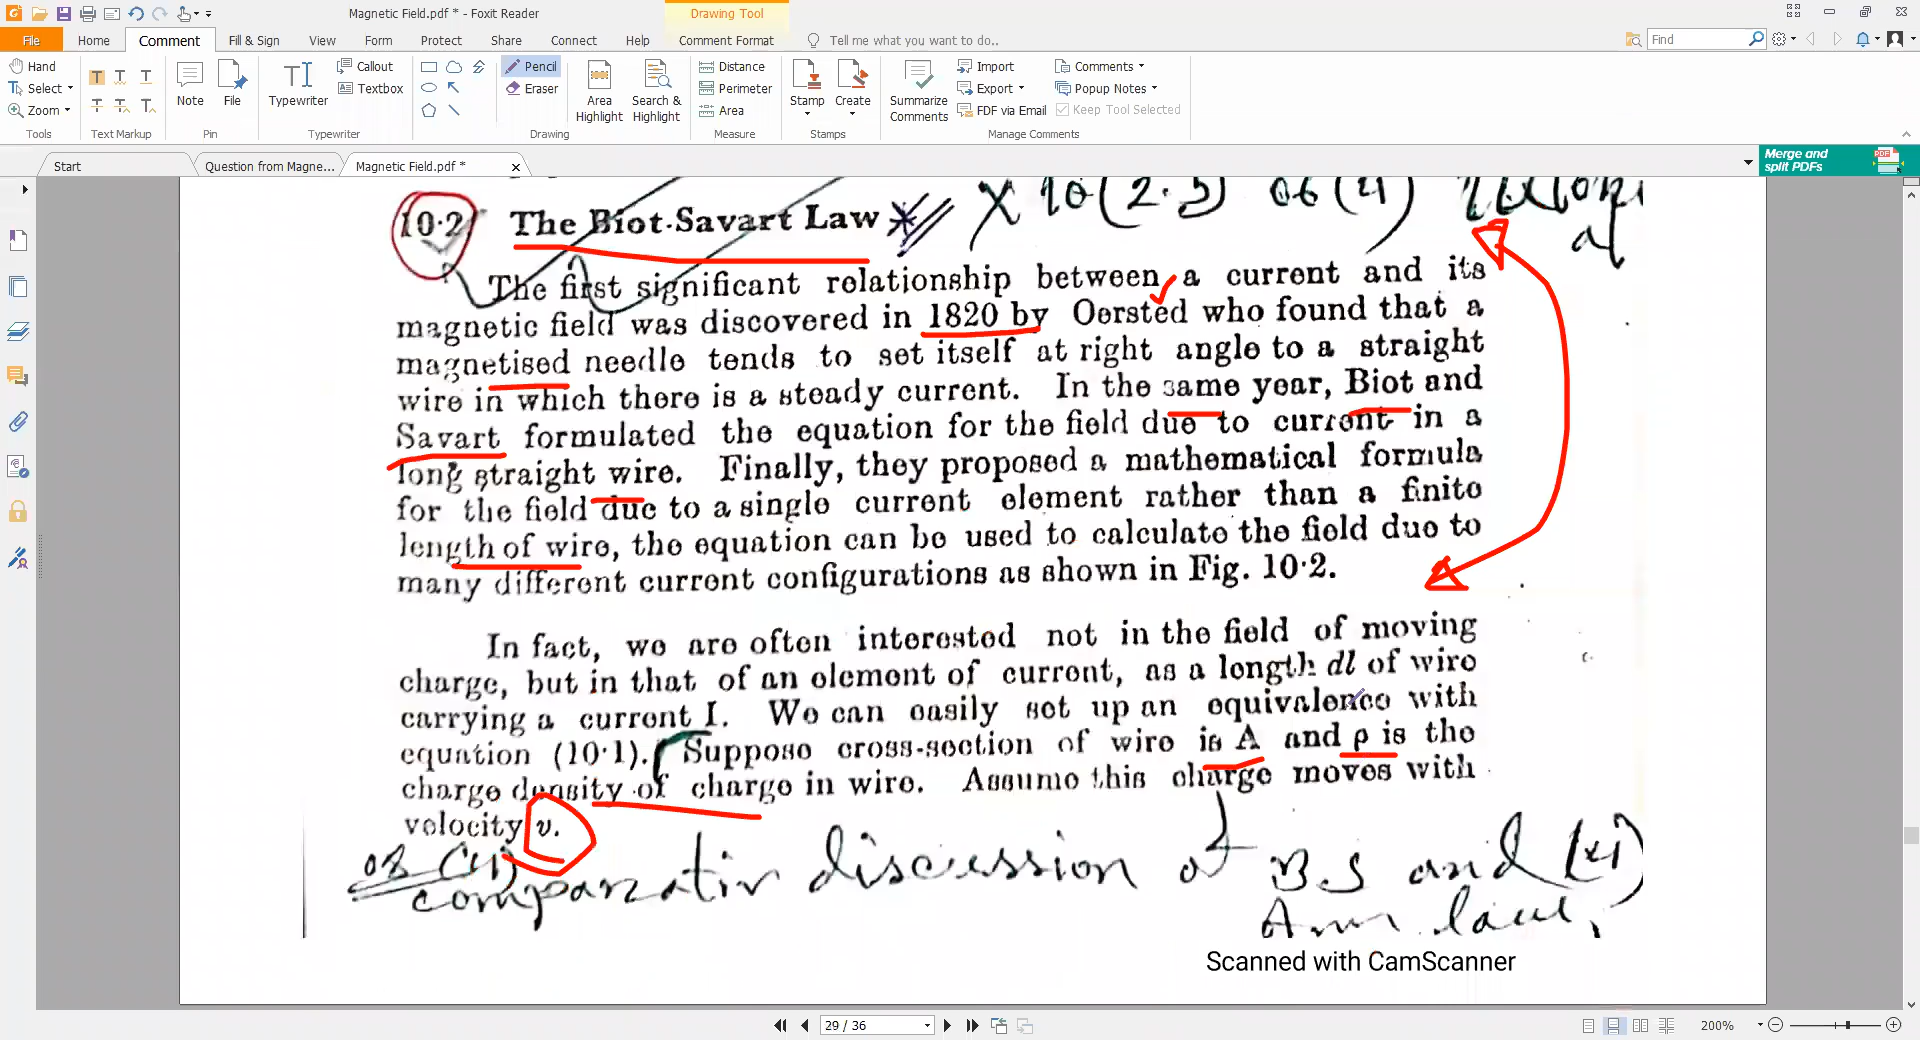 Magnetic Field.pdf * - Foxit Reader
Drawing Tool
File Home Comment Fill & Sign View Form Protect Share Connect Help Comment Format Tell me what you want to do.. Find
Hand
Select
Zoom
Tools
Text Markup
Note
File
Pin
Typewriter
Callout
Textbox
Typewriter
Pencil
Eraser
Area Highlight
Search & Highlight
Drawing
Distance
Perimeter
Area
Measure
Stamp
Create
Stamps
Summarize Comments
Import
Export
FDF via Email
Comments
Popup Notes
Keep Tool Selected
Manage Comments
Start
Question from Magne...
Magnetic Field.pdf *
Merge and
split PDFs
PDF
10·2 The Biot-Savart Law
The first significant relationship between a current and its
magnetic field was discovered in 1820 by Oersted who found that a
magnetised needle tends to set itself at right angle to a straight
wire in which there is a steady current. In the same year, Biot and
Savart formulated the equation for the field due to current in a
long straight wire. Finally, they proposed a mathematical formula
for the field due to a single current element rather than a finite
length of wire, the equation can be used to calculate the field due to
many different current configurations as shown in Fig. 10·2.
In fact, we are often interested not in the field of moving
charge, but in that of an element of current, as a length dl of wire
carrying a current I. We can easily set up an equivalence with
equation (10·1). Suppose cross-section of wire is A and ρ is the
charge density of charge in wire. Assume this charge moves with
velocity v.
discussion of B.S and (xi)
Scanned with CamScanner
29 / 36
200%